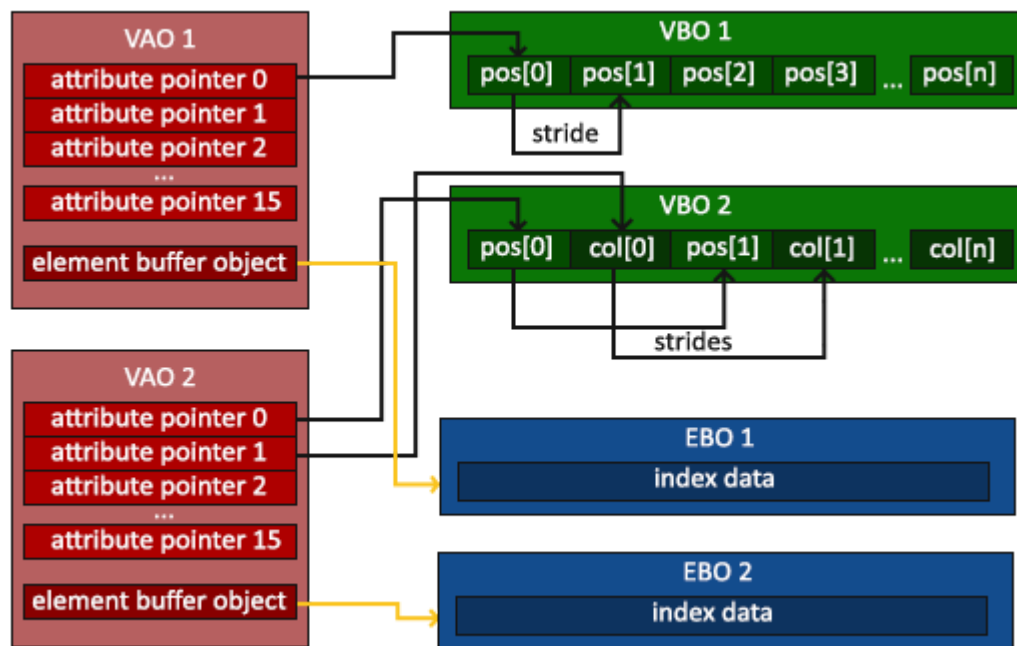 VAO 1
attribute pointer 0
attribute pointer 1
attribute pointer 2
...
attribute pointer 15
element buffer object
VBO 1
pos[0] pos[1] pos[2] pos[3] ... pos[n]
stride
VBO 2
pos[0] col[0] pos[1] col[1] ... col[n]
strides
VAO 2
attribute pointer 0
attribute pointer 1
attribute pointer 2
...
attribute pointer 15
element buffer object
EBO 1
index data
EBO 2
index data